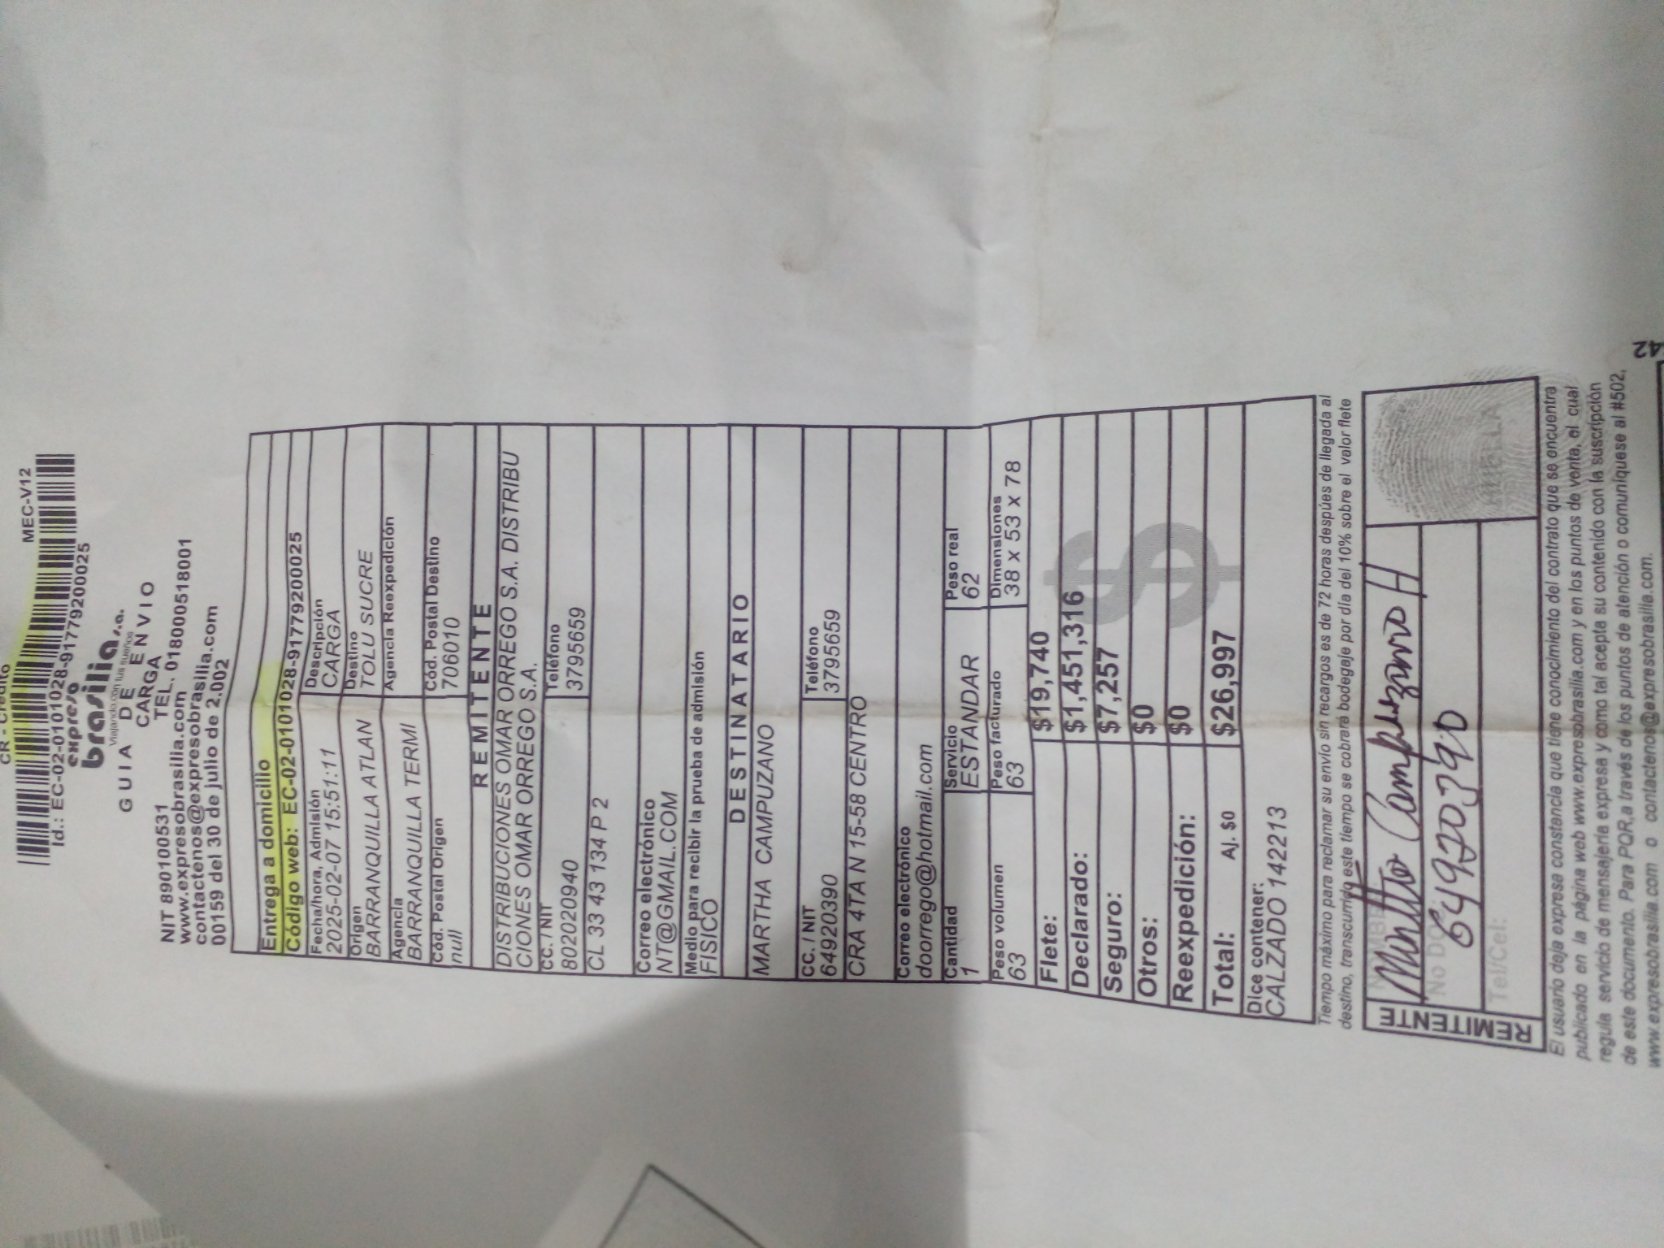 CR - Crédito
MEC-V12
Id.: EC-02-0101028-91779200025
expreso
brasilia s.a.
Viajando con tus sueños
GUIA DE ENVIO
CARGA
NIT 890100531 TEL.. 018000518001
www.expresobrasilia.com
contactenos@expresobrasilia.com
00159 del 30 de julio de 2.002
Entrega a domicilio
Código web: EC-02-0101028-91779200025
Fecha/hora, Admisión Descripción
2025-02-07 15:51:11 CARGA
Origen Destino
BARRANQUILLA ATLAN TOLU SUCRE
Agencia Agencia Reexpedición
BARRANQUILLA TERMI
Cód. Postal Origen Cód. Postal Destino
null 706010
REMITENTE
DISTRIBUCIONES OMAR ORREGO S.A. DISTRIBU
CIONES OMAR ORREGO S.A.
CC. / NIT Teléfono
802020940 3795659
CL 33 43 134 P 2
Correo electrónico
NT@GMAIL.COM
Medio para recibir la prueba de admisión
FISICO
DESTINATARIO
MARTHA CAMPUZANO
CC. / NIT Teléfono
64920390 3795659
CRA 4TA N 15-58 CENTRO
Correo electrónico
doorrego@hotmail.com
Cantidad Servicio Peso real
1 ESTANDAR 62
Peso volumen Peso facturado Dimensiones
63 63 38 x 53 x 78
Flete: $19,740
Declarado: $1,451,316
Seguro: $7,257
Otros: $0
Reexpedición: $0
Total: Aj. $0 $26,997
$
Dice contener:
CALZADO 142213
Tiempo máximo para reclamar su envío sin recargos es de 72 horas despúes de llegada al
destino, transcurrido este tiempo se cobrará bodegaje por día del 10% sobre el valor flete
REMITENTE
Martha Campuzano H
No DOC:
64920390
Tel/Cel:
HUELLA
El usuario deja expresa constancia que tiene conocimiento del contrato que se encuentra
publicado en la página web www.expresobrasilia.com y en los puntos de venta, el cual
regula servicio de mensajería expresa y como tal acepta su contenido con la suscripción
de este documento. Para PQR,a través de los puntos de atención o comuníquese al #502,
www.expresobrasilia.com o contactenos@expresobrasilia.com.
42